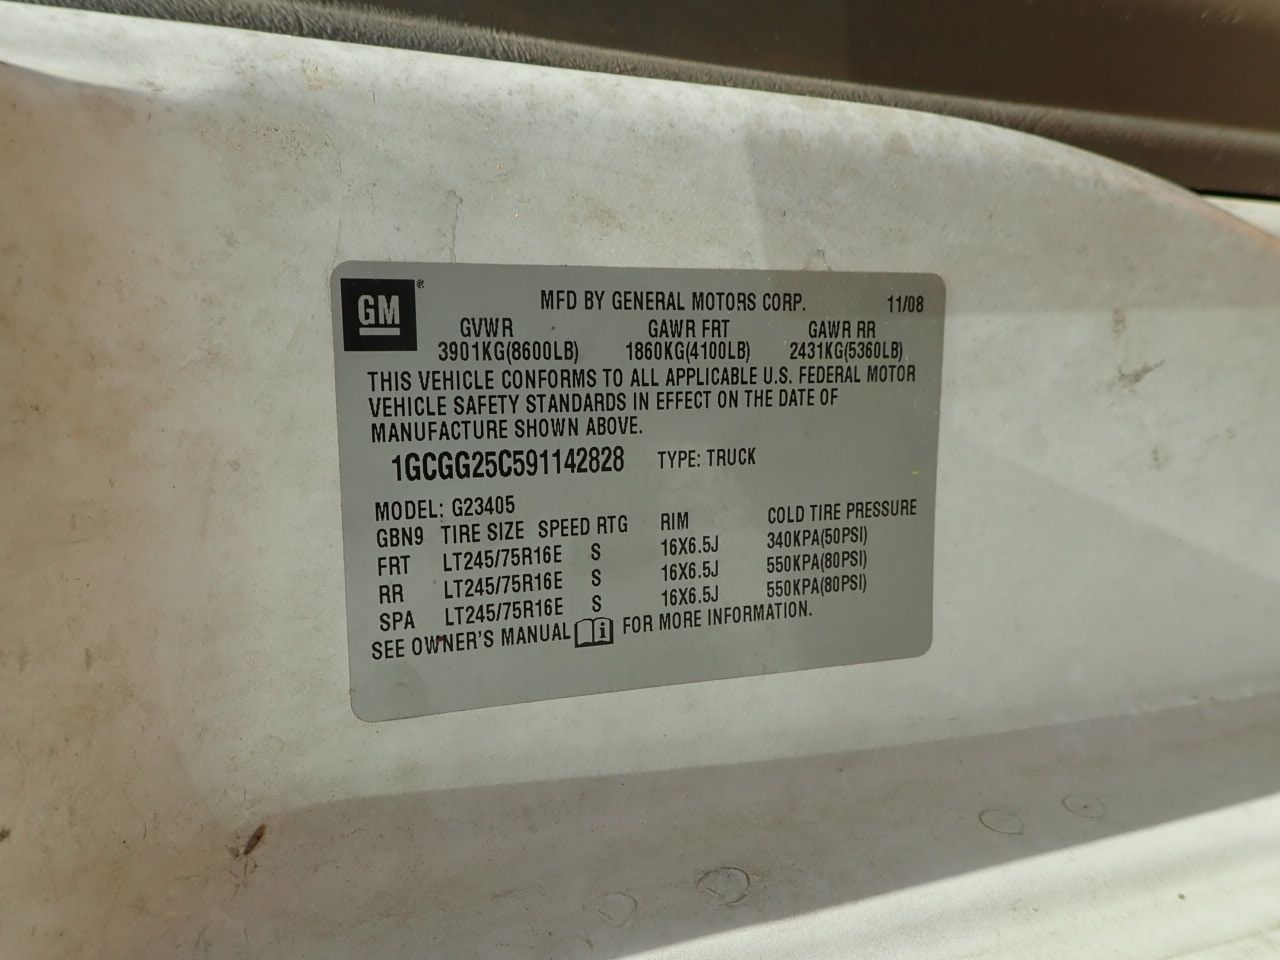 GM® MFD BY GENERAL MOTORS CORP. 11/08
GVWR GAWR FRT GAWR RR
3901KG(8600LB) 1860KG(4100LB) 2431KG(5360LB)
THIS VEHICLE CONFORMS TO ALL APPLICABLE U.S. FEDERAL MOTOR
VEHICLE SAFETY STANDARDS IN EFFECT ON THE DATE OF
MANUFACTURE SHOWN ABOVE.
1GCGG25C591142828 TYPE: TRUCK
MODEL: G23405
GBN9 TIRE SIZE SPEED RTG RIM COLD TIRE PRESSURE
FRT LT245/75R16E S 16X6.5J 340KPA(50PSI)
RR LT245/75R16E S 16X6.5J 550KPA(80PSI)
SPA LT245/75R16E S 16X6.5J 550KPA(80PSI)
SEE OWNER'S MANUAL i FOR MORE INFORMATION.